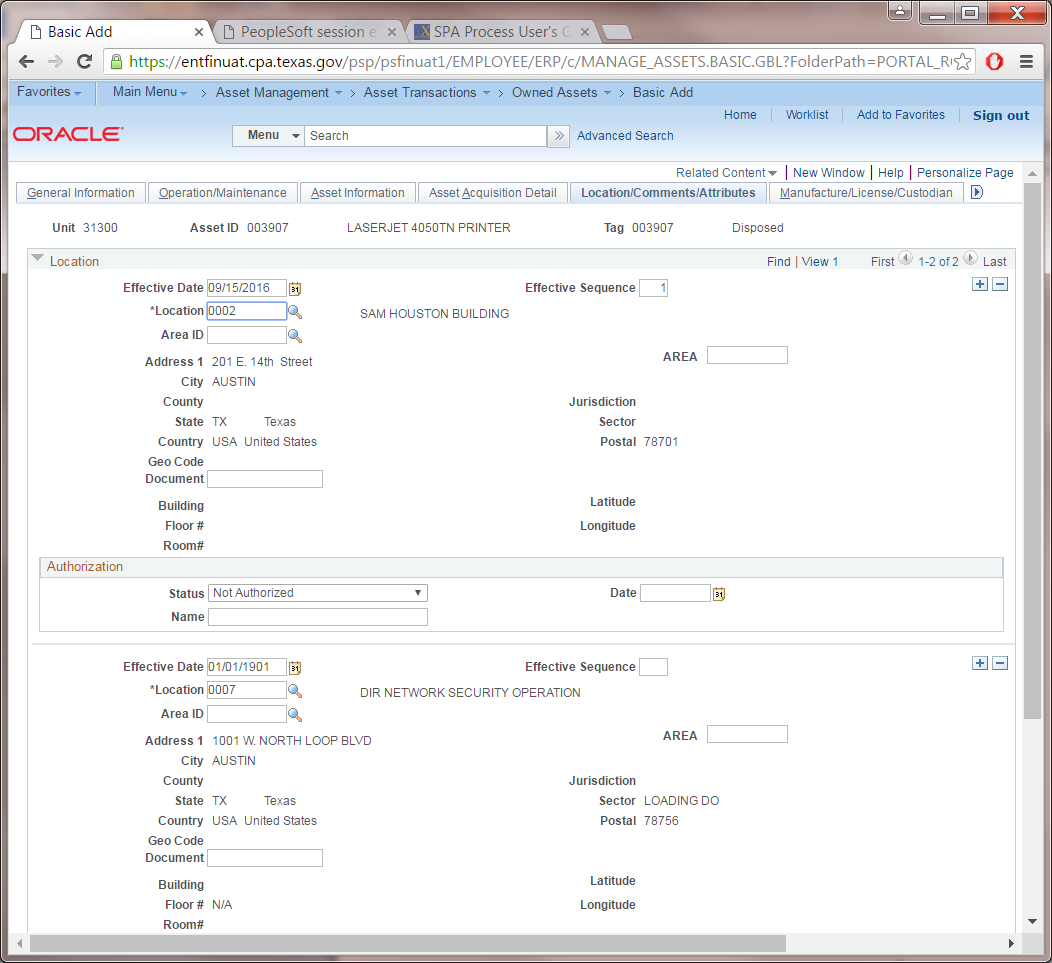 Basic Add
PeopleSoft session e
SPA Process User's G
https://entfinuat.cpa.texas.gov/psp/psfinuat1/EMPLOYEE/ERP/c/MANAGE_ASSETS.BASIC.GBL?FolderPath=PORTAL_R
Favorites Main Menu > Asset Management > Asset Transactions > Owned Assets > Basic Add
Home Worklist Add to Favorites Sign out
ORACLE Menu Search » Advanced Search
Related Content New Window Help Personalize Page
General Information Operation/Maintenance Asset Information Asset Acquisition Detail Location/Comments/Attributes Manufacture/License/Custodian
Unit 31300 Asset ID 003907 LASERJET 4050TN PRINTER Tag 003907 Disposed
Location Find | View 1 First 1-2 of 2 Last
Effective Date 09/15/2016 31 Effective Sequence 1
*Location 0002 SAM HOUSTON BUILDING
Area ID
AREA
Address 1 201 E. 14th Street
City AUSTIN
County Jurisdiction
State TX Texas Sector
Country USA United States Postal 78701
Geo Code
Document
Building Latitude
Floor # Longitude
Room#
Authorization
Status Not Authorized Date 31
Name
Effective Date 01/01/1901 31 Effective Sequence
*Location 0007 DIR NETWORK SECURITY OPERATION
Area ID
AREA
Address 1 1001 W. NORTH LOOP BLVD
City AUSTIN
County Jurisdiction
State TX Texas Sector LOADING DO
Country USA United States Postal 78756
Geo Code
Document
Building Latitude
Floor # N/A Longitude
Room#